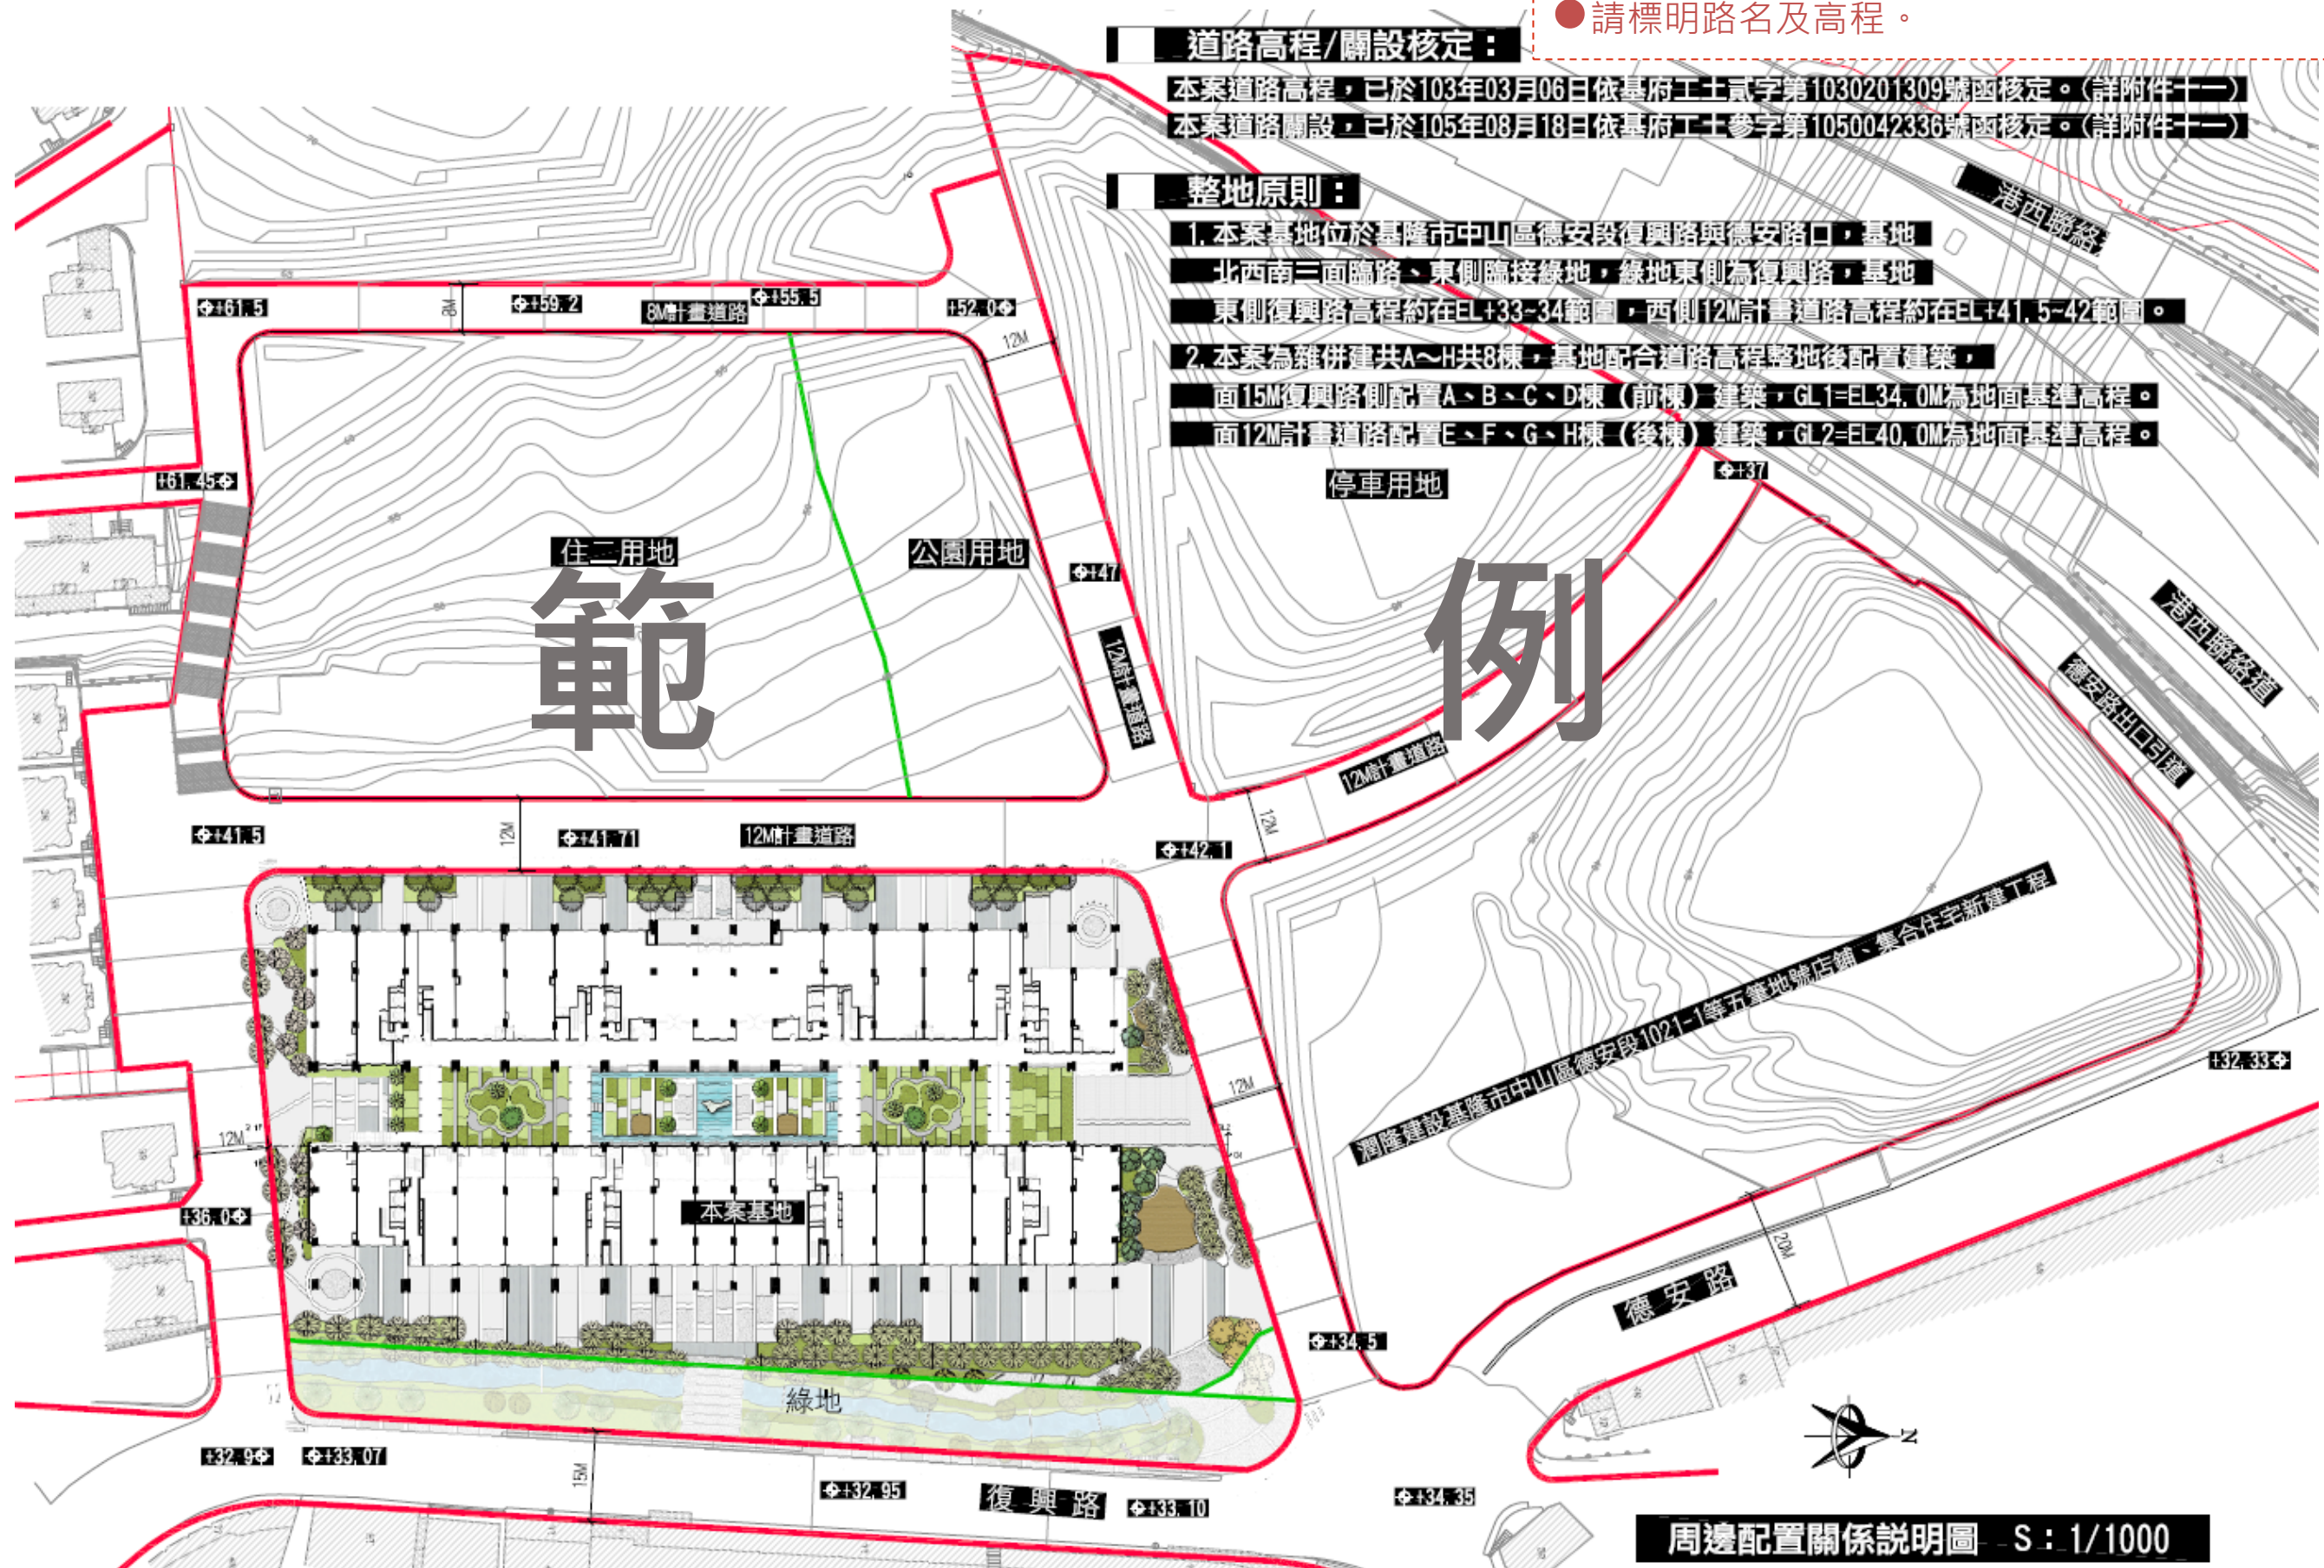 ●請標明路名及高程。
道路高程/開設核定：
本案道路高程，已於103年03月06日依基府工土貳字第1030201309號函核定。(詳附件十一)
本案道路開設，已於105年08月18日依基府工土參字第1050042336號函核定。(詳附件十一)
整地原則：
1.本案基地位於基隆市中山區德安段復興路與德安路口，基地
北西南三面臨路、東側臨接綠地，綠地東側為復興路，基地
東側復興路高程約在EL+33~34範圍，西側12M計畫道路高程約在EL+41.5~42範圍。
2.本案為雜併建共A～H共8棟，基地配合道路高程整地後配置建築，
面15M復興路側配置A、B、C、D棟（前棟）建築，GL1=EL34.0M為地面基準高程。
面12M計畫道路配置E、F、G、H棟（後棟）建築，GL2=EL40.0M為地面基準高程。
港西聯絡
+61.5
8M
+59.2
8M計畫道路
+55.5
+52.0
12M
+61.45
停車用地
+37
住二用地
公園用地
+47
範
例
12M計畫道路
港西聯絡道
德安路出口引道
12M計畫道路
+41.5
12M
+41.71
12M計畫道路
+42.1
12M
潤隆建設基隆市中山區德安段1021-1等五筆地號店鋪、集合住宅新建工程
+32.33
12M
12M
+36.0
本案基地
20M
德安路
+34.5
綠地
+32.9
+33.07
15M
+32.95
復興路
+33.10
+34.35
N
周邊配置關係説明圖 S：1/1000